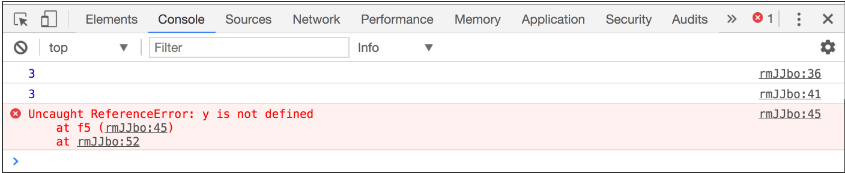 Elements Console Sources Network Performance Memory Application Security Audits » 1
top Filter Info
3 rmJJbo:36
3 rmJJbo:41
Uncaught ReferenceError: y is not defined rmJJbo:45
at f5 (rmJJbo:45)
at rmJJbo:52